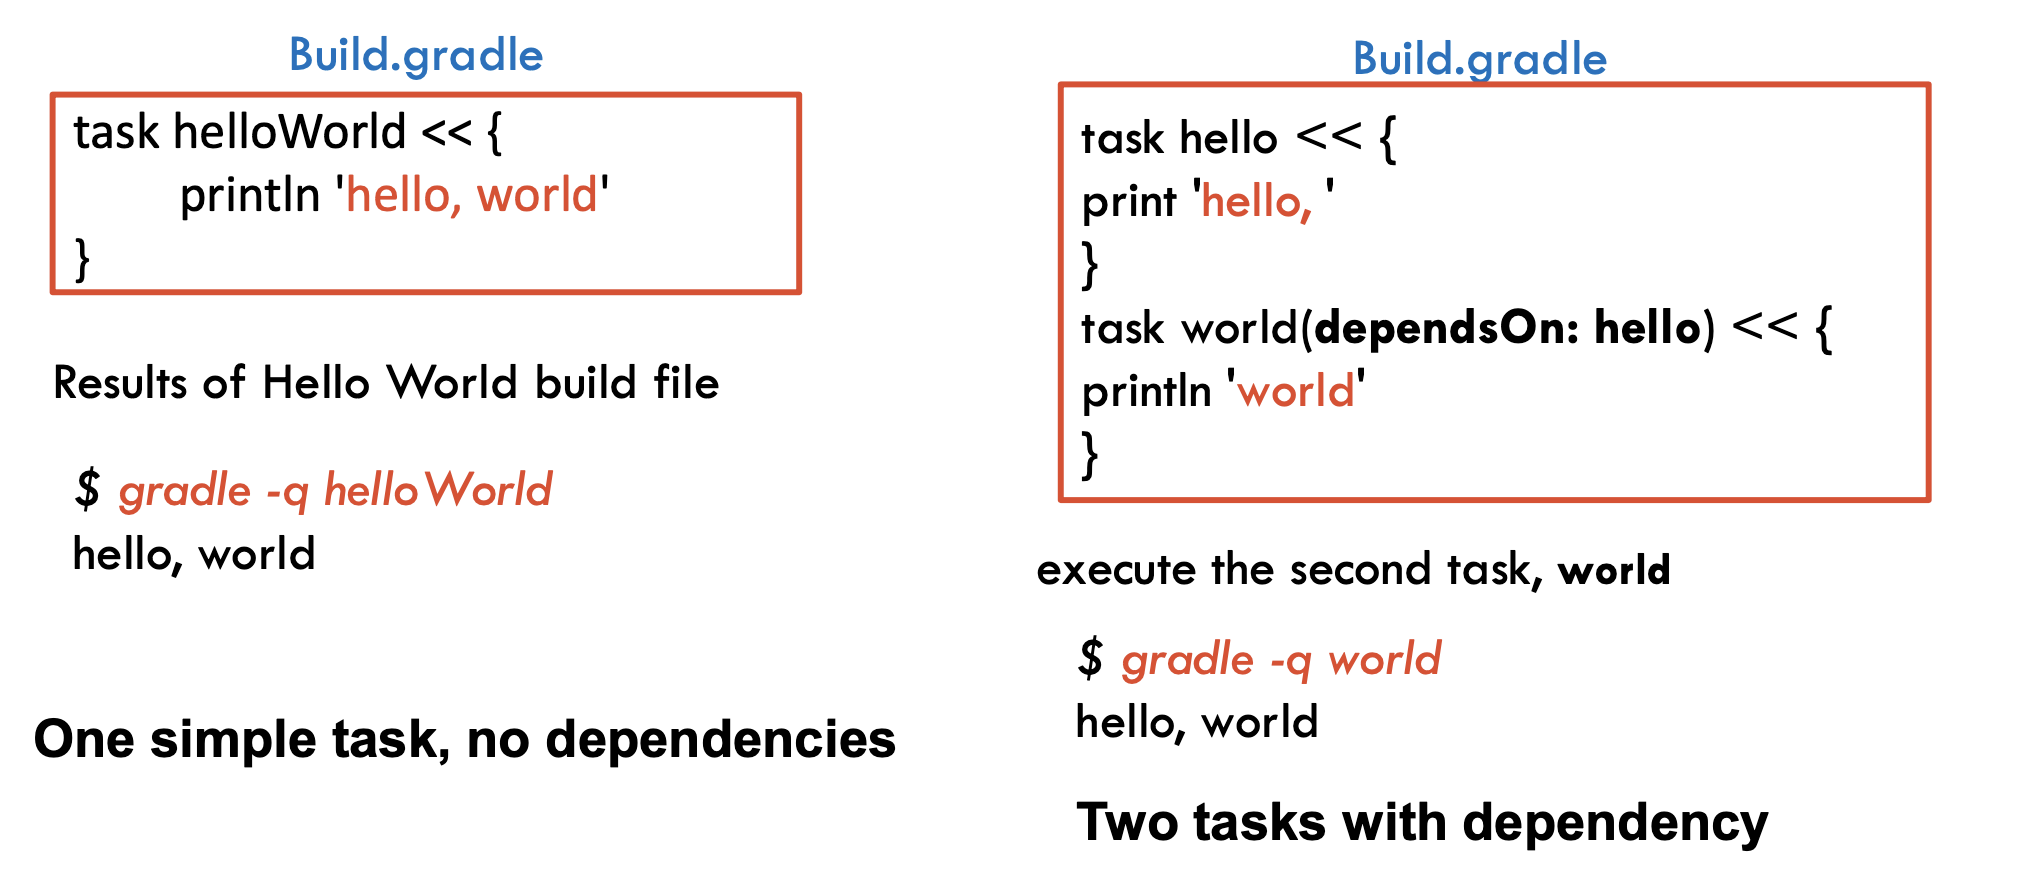 Build.gradle
task helloWorld << {
println 'hello, world'
}
Results of Hello World build file
$ gradle -q helloWorld
hello, world
One simple task, no dependencies
Build.gradle
task hello << {
print 'hello, '
}
task world(dependsOn: hello) << {
println 'world'
}
execute the second task, world
$ gradle -q world
hello, world
Two tasks with dependency